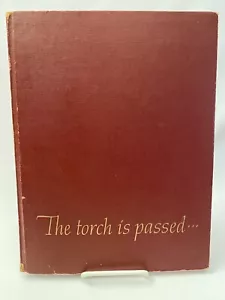 The torch is passed...